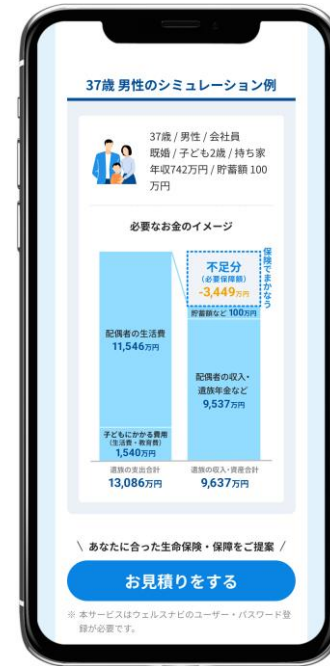 37歳 男性のシミュレーション例
37歳 / 男性 / 会社員
既婚 / 子ども2歳 / 持ち家
年収742万円 / 貯蓄額 100
万円
必要なお金のイメージ
不足分
(必要保障額)
-3,449万円
保険でまかなう
貯蓄額など 100万円
配偶者の生活費
11,546万円
配偶者の収入・
遺族年金など
9,537万円
子どもにかかる費用
(生活費・教育費)
1,540万円
遺族の支出合計
13,086万円
遺族の収入・資産合計
9,637万円
\ あなたに合った生命保険・保障をご提案 /
お見積りをする
※ 本サービスはウェルスナビのユーザー・パスワード登
録が必要です。